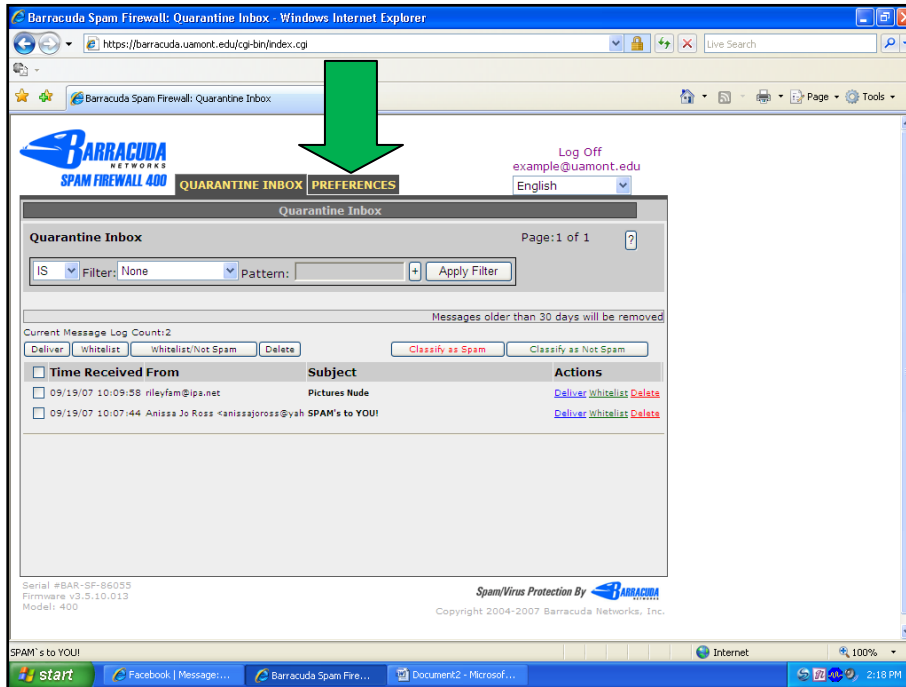 Barracuda Spam Firewall: Quarantine Inbox - Windows Internet Explorer
https://barracuda.uamont.edu/cgi-bin/index.cgi
Live Search
Barracuda Spam Firewall: Quarantine Inbox
Page
Tools
BARRACUDA
NETWORKS
SPAM FIREWALL 400
QUARANTINE INBOX PREFERENCES
Log Off
example@uamont.edu
English
Quarantine Inbox
Quarantine Inbox Page:1 of 1 ?
IS Filter: None Pattern: + Apply Filter
Messages older than 30 days will be removed
Current Message Log Count:2
Deliver Whitelist Whitelist/Not Spam Delete Classify as Spam Classify as Not Spam
Time Received From Subject Actions
09/19/07 10:09:58 rileyfam@ipa.net Pictures Nude Deliver Whitelist Delete
09/19/07 10:07:44 Anissa Jo Ross <anissajoross@yah SPAM's to YOU! Deliver Whitelist Delete
Serial #BAR-SF-86055
Firmware v3.5.10.013
Model: 400
Spam/Virus Protection By BARRACUDA NETWORKS
Copyright 2004-2007 Barracuda Networks, Inc.
SPAM`s to YOU! Internet 100%
start Facebook | Message:... Barracuda Spam Fire... Document2 - Microsof... 2:18 PM